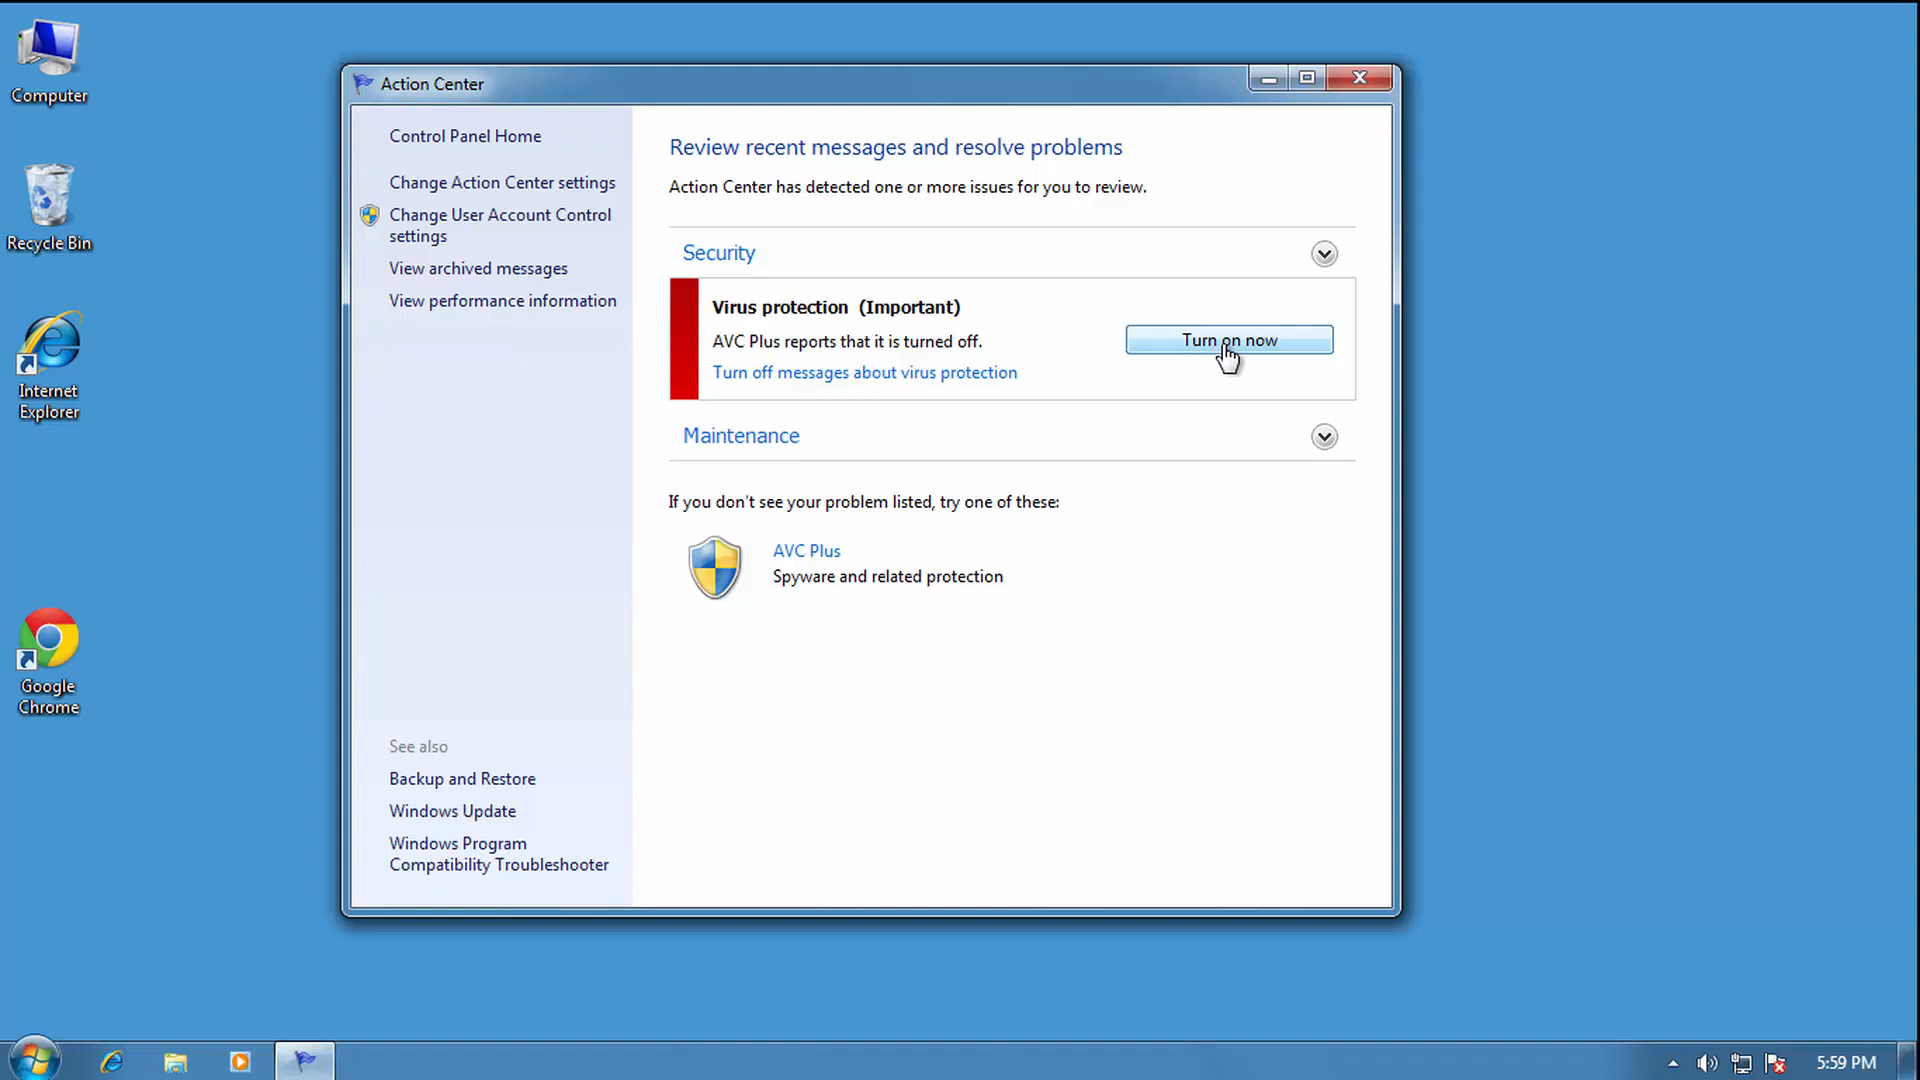 Computer
Recycle Bin
Internet
Explorer
Google
Chrome
Action Center
Control Panel Home
Change Action Center settings
Change User Account Control
settings
View archived messages
View performance information
See also
Backup and Restore
Windows Update
Windows Program
Compatibility Troubleshooter
Review recent messages and resolve problems
Action Center has detected one or more issues for you to review.
Security
Virus protection  (Important)
AVC Plus reports that it is turned off.
Turn on now
Turn off messages about virus protection
Maintenance
If you don't see your problem listed, try one of these:
AVC Plus
Spyware and related protection
5:59 PM